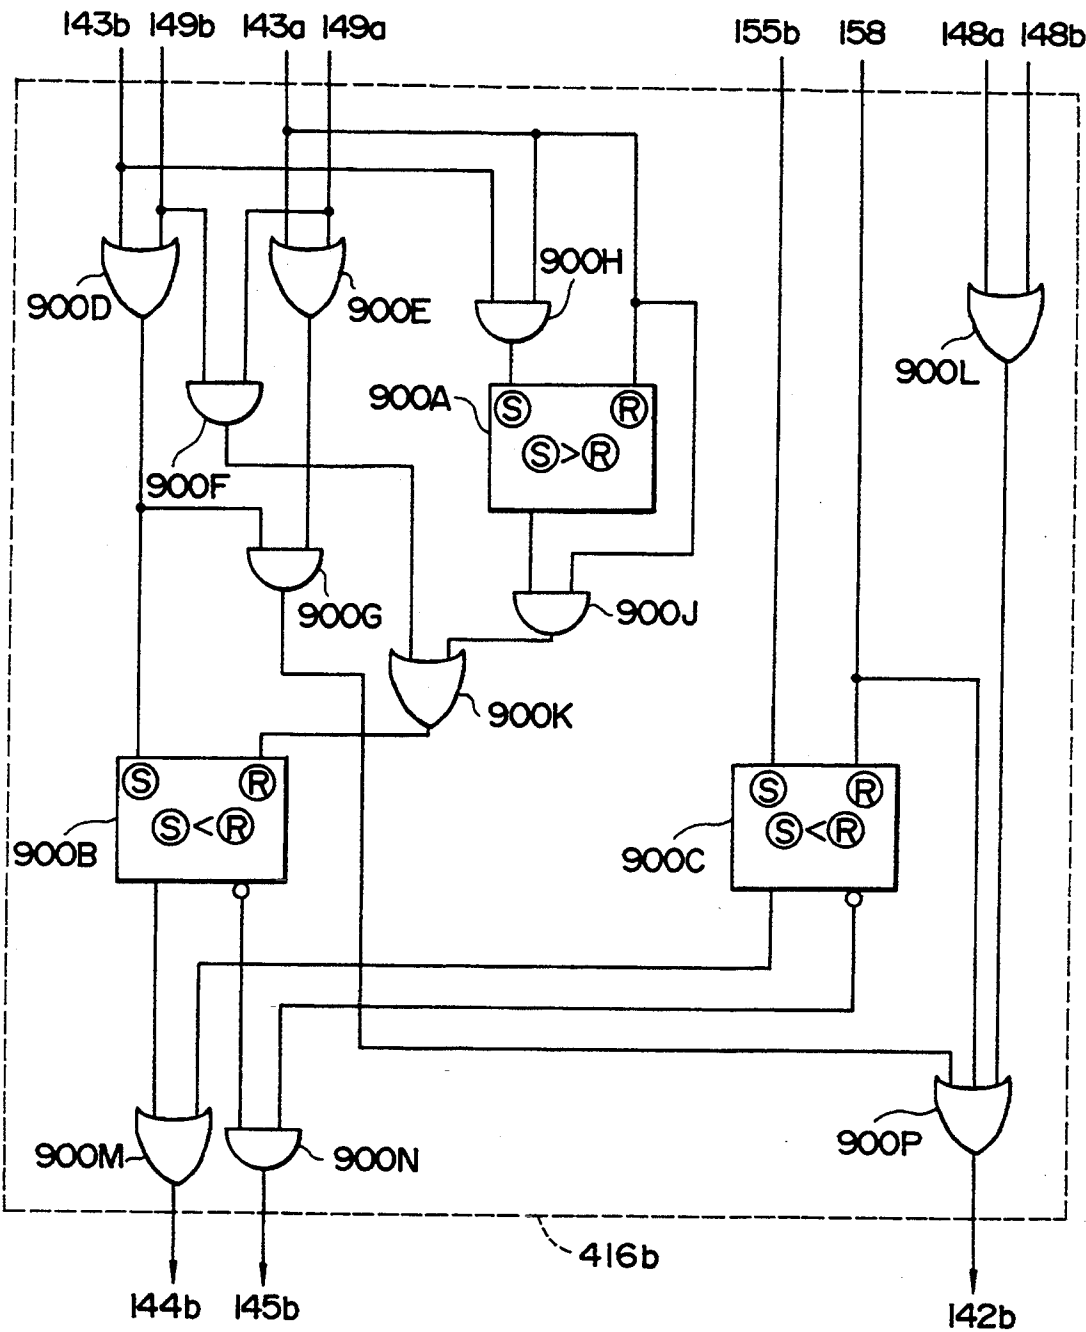 143b 149b 143a 149a 155b 158 148a 148b
900H
900D 900E
900L
900A
S R
S>R
900F
900G 900J
900K
S R S R
S<R S<R
900B 900C
900M 900N 900P
416b
144b 145b 142b